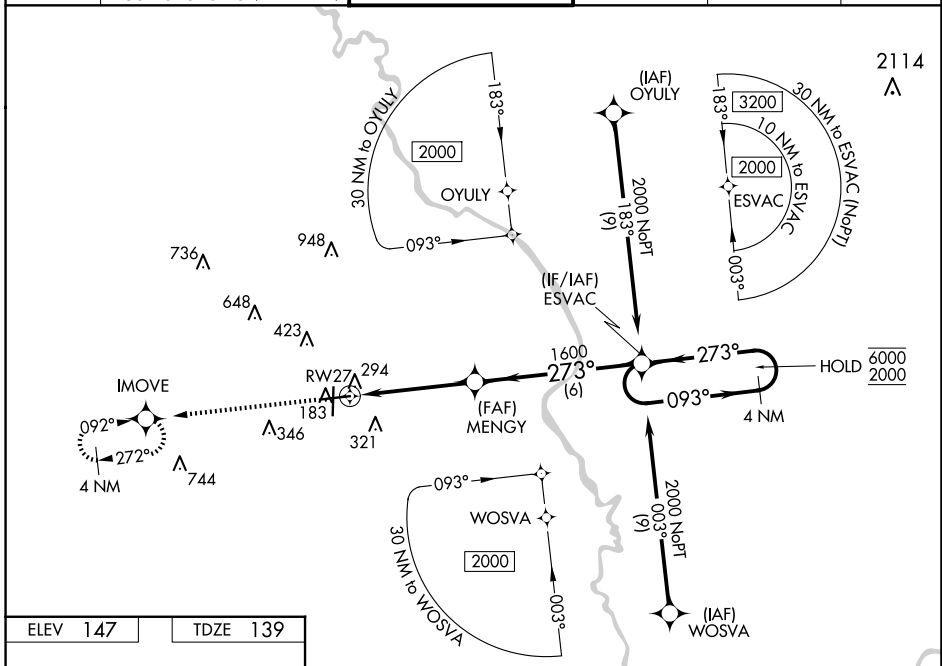 2114
(IAF)
OYULY
183°
30 NM to OYULY
2000
OYULY
093°
3200
183°
30 NM to ESVAC (NoPT)
10 NM to ESVAC
2000
ESVAC
003°
2000 NoPT
183°
(9)
736
948
648
423
(IF/IAF)
ESVAC
1600
273°
(6)
273°
093°
4 NM
HOLD
6000
2000
IMOVE
RW27
294
183
(FAF)
MENGY
092°
272°
4 NM
346
321
744
093°
WOSVA
30 NM to WOSVA
2000
003°
2000 NoPT
003°
(9)
(IAF)
WOSVA
ELEV 147
TDZE 139